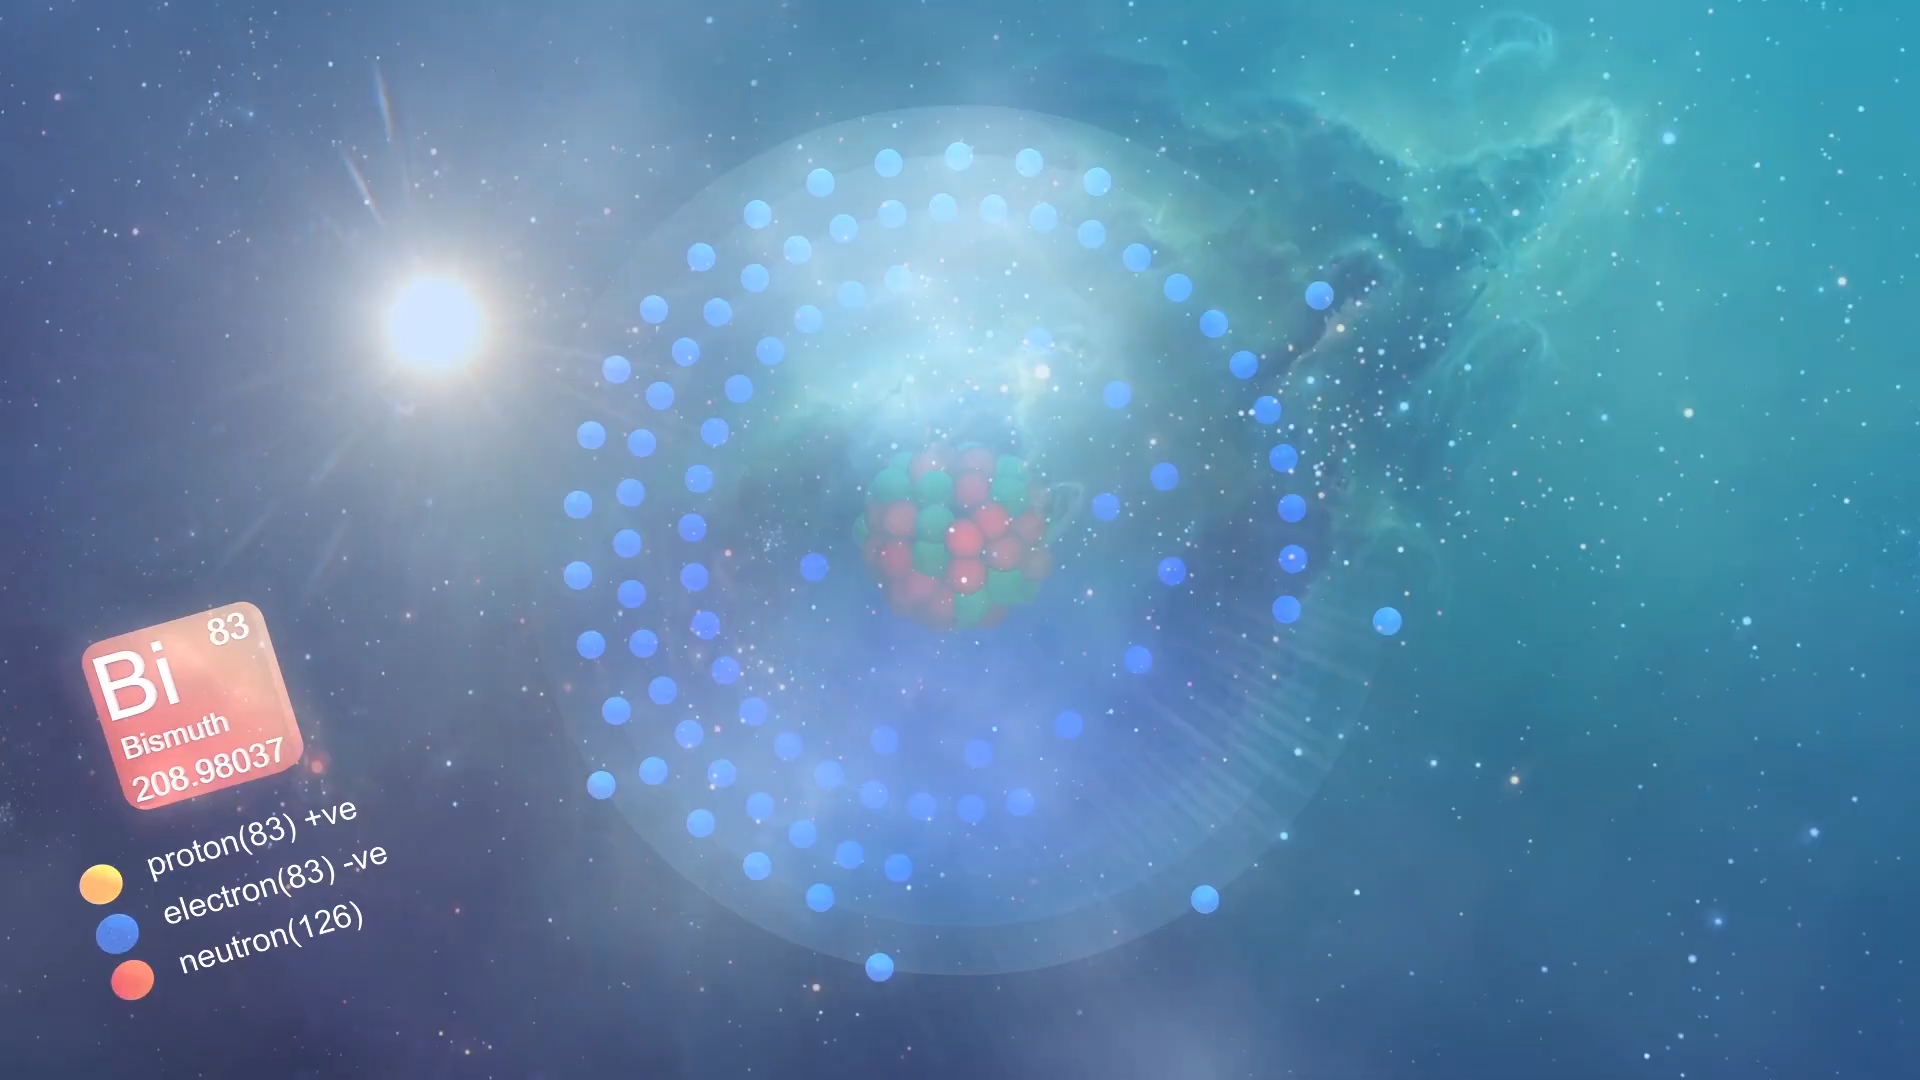 83
Bi
Bismuth
208.98037
proton(83) +ve
electron(83) -ve
neutron(126)